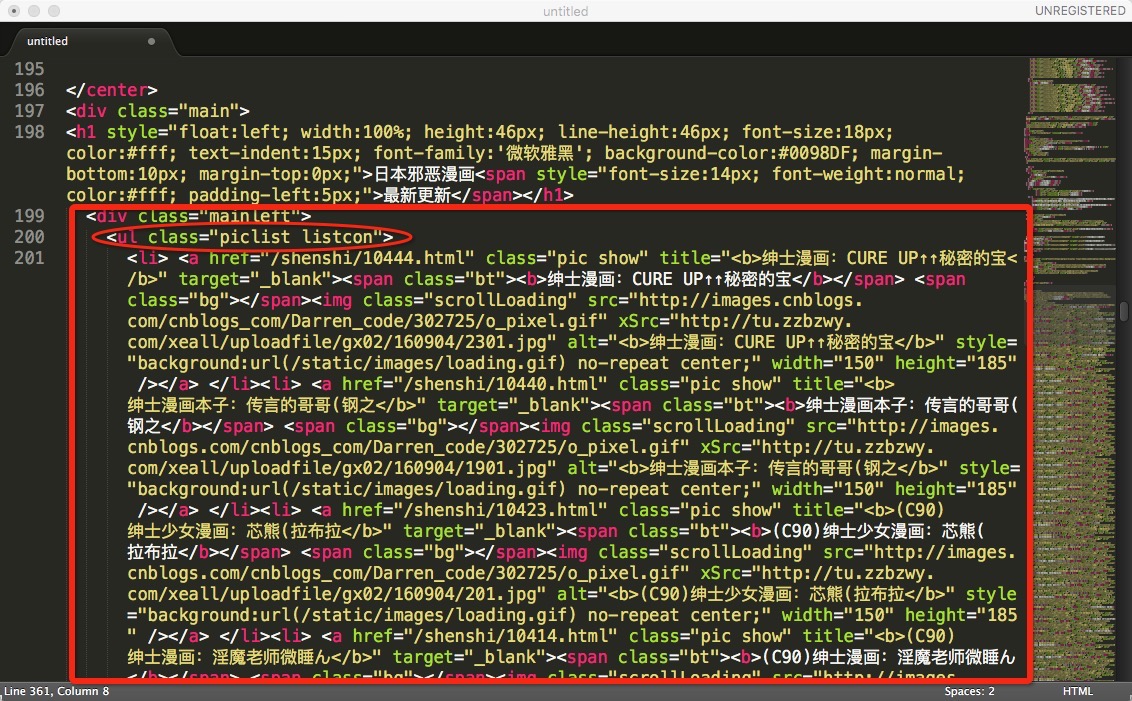 untitled
UNREGISTERED
untitled
195
196 </center>
197 <div class="main">
198 <h1 style="float:left; width:100%; height:46px; line-height:46px; font-size:18px;
color:#fff; text-indent:15px; font-family:'微软雅黑'; background-color:#0098DF; margin-
bottom:10px; margin-top:0px;">日本邪恶漫画<span style="font-size:14px; font-weight:normal;
color:#fff; padding-left:5px;">最新更新</span></h1>
199 <div class="mainleft">
200 <ul class="piclist listcon">
201 <li> <a href="/shenshi/10444.html" class="pic show" title="<b>绅士漫画：CURE UP↑↑秘密的宝<
/b>" target="_blank"><span class="bt"><b>绅士漫画：CURE UP↑↑秘密的宝</b></span> <span
class="bg"></span><img class="scrollLoading" src="http://images.cnblogs.
com/cnblogs_com/Darren_code/302725/o_pixel.gif" xSrc="http://tu.zzbzwy.
com/xeall/uploadfile/gx02/160904/2301.jpg" alt="<b>绅士漫画：CURE UP↑↑秘密的宝</b>" style=
"background:url(/static/images/loading.gif) no-repeat center;" width="150" height="185"
/></a> </li><li> <a href="/shenshi/10440.html" class="pic show" title="<b>
绅士漫画本子：传言的哥哥(钢之</b>" target="_blank"><span class="bt"><b>绅士漫画本子：传言的哥哥(
钢之</b></span> <span class="bg"></span><img class="scrollLoading" src="http://images.
cnblogs.com/cnblogs_com/Darren_code/302725/o_pixel.gif" xSrc="http://tu.zzbzwy.
com/xeall/uploadfile/gx02/160904/1901.jpg" alt="<b>绅士漫画本子：传言的哥哥(钢之</b>" style=
"background:url(/static/images/loading.gif) no-repeat center;" width="150" height="185"
/></a> </li><li> <a href="/shenshi/10423.html" class="pic show" title="<b>(C90)
绅士少女漫画：芯熊(拉布拉</b>" target="_blank"><span class="bt"><b>(C90)绅士少女漫画：芯熊(
拉布拉</b></span> <span class="bg"></span><img class="scrollLoading" src="http://images.
cnblogs.com/cnblogs_com/Darren_code/302725/o_pixel.gif" xSrc="http://tu.zzbzwy.
com/xeall/uploadfile/gx02/160904/201.jpg" alt="<b>(C90)绅士少女漫画：芯熊(拉布拉</b>" style
="background:url(/static/images/loading.gif) no-repeat center;" width="150" height="185
" /></a> </li><li> <a href="/shenshi/10414.html" class="pic show" title="<b>(C90)
绅士漫画：淫魔老师微睡ん</b>" target="_blank"><span class="bt"><b>(C90)绅士漫画：淫魔老师微睡ん
</b></span> <span class="bg"></span><img class="scrollLoading" src="http://images.
Line 361, Column 8
Spaces: 2
HTML